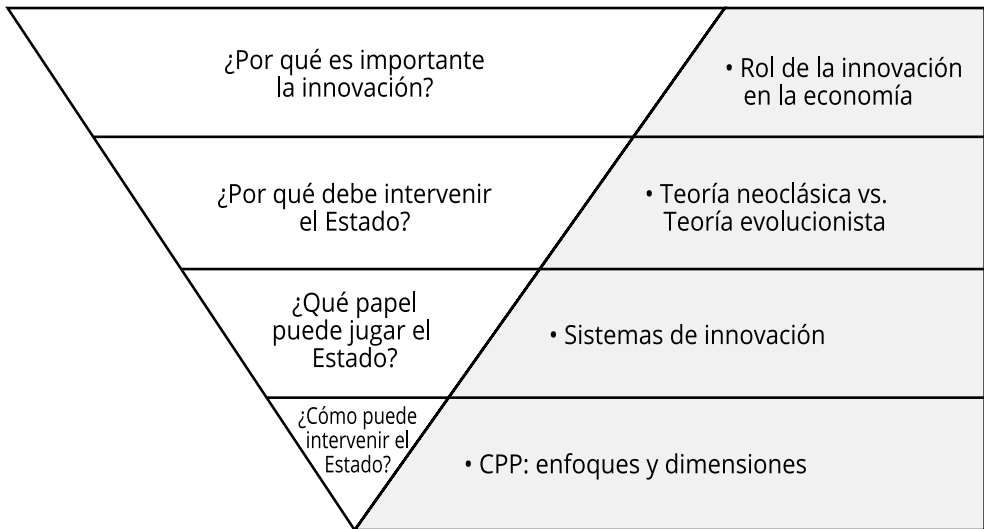 ¿Por qué es importante
la innovación?
• Rol de la innovación
en la economía
¿Por qué debe intervenir
el Estado?
• Teoría neoclásica vs.
Teoría evolucionista
¿Qué papel
puede jugar el
Estado?
• Sistemas de innovación
¿Cómo puede
intervenir el
Estado?
• CPP: enfoques y dimensiones